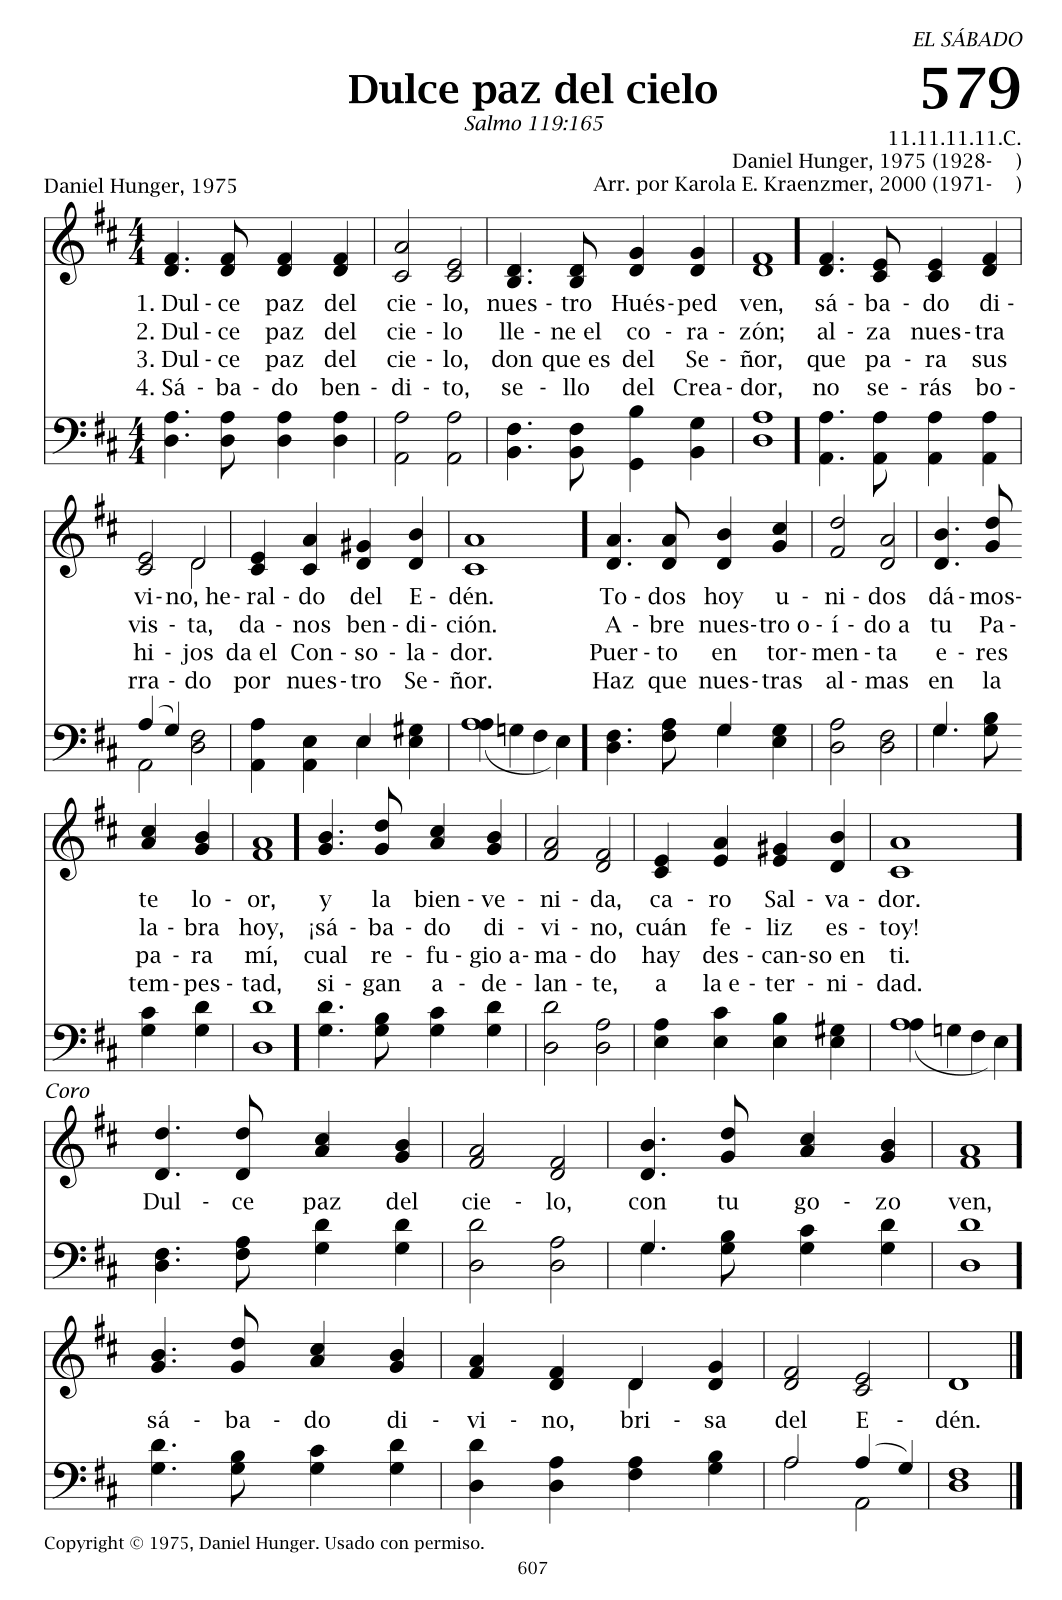 EL SÁBADO
Dulce paz del cielo
579
Salmo 119:165
11.11.11.11.C.
Daniel Hunger, 1975 (1928-    )
Daniel Hunger, 1975
Arr. por Karola E. Kraenzmer, 2000 (1971-    )
1. Dul - ce paz del cie - lo, nues - tro Hués - ped ven, sá - ba - do di -
2. Dul - ce paz del cie - lo lle - ne el co - ra - zón; al - za nues - tra
3. Dul - ce paz del cie - lo, don que es del Se - ñor, que pa - ra sus
4. Sá - ba - do ben - di - to, se - llo del Crea - dor, no se - rás bo -
vi - no, he - ral - do del E - dén. To - dos hoy u - ni - dos dá - mos -
vis - ta, da - nos ben - di - ción. A - bre nues - tro o - í - do a tu Pa -
hi - jos da el Con - so - la - dor. Puer - to en tor - men - ta e - res
rra - do por nues - tro Se - ñor. Haz que nues - tras al - mas en la
te lo - or, y la bien - ve - ni - da, ca - ro Sal - va - dor.
la - bra hoy, ¡sá - ba - do di - vi - no, cuán fe - liz es - toy!
pa - ra mí, cual re - fu - gio a - ma - do hay des - can - so en ti.
tem - pes - tad, si - gan a - de - lan - te, a la e - ter - ni - dad.
Coro
Dul - ce paz del cie - lo, con tu go - zo ven,
sá - ba - do di - vi - no, bri - sa del E - dén.
Copyright © 1975, Daniel Hunger. Usado con permiso.
607